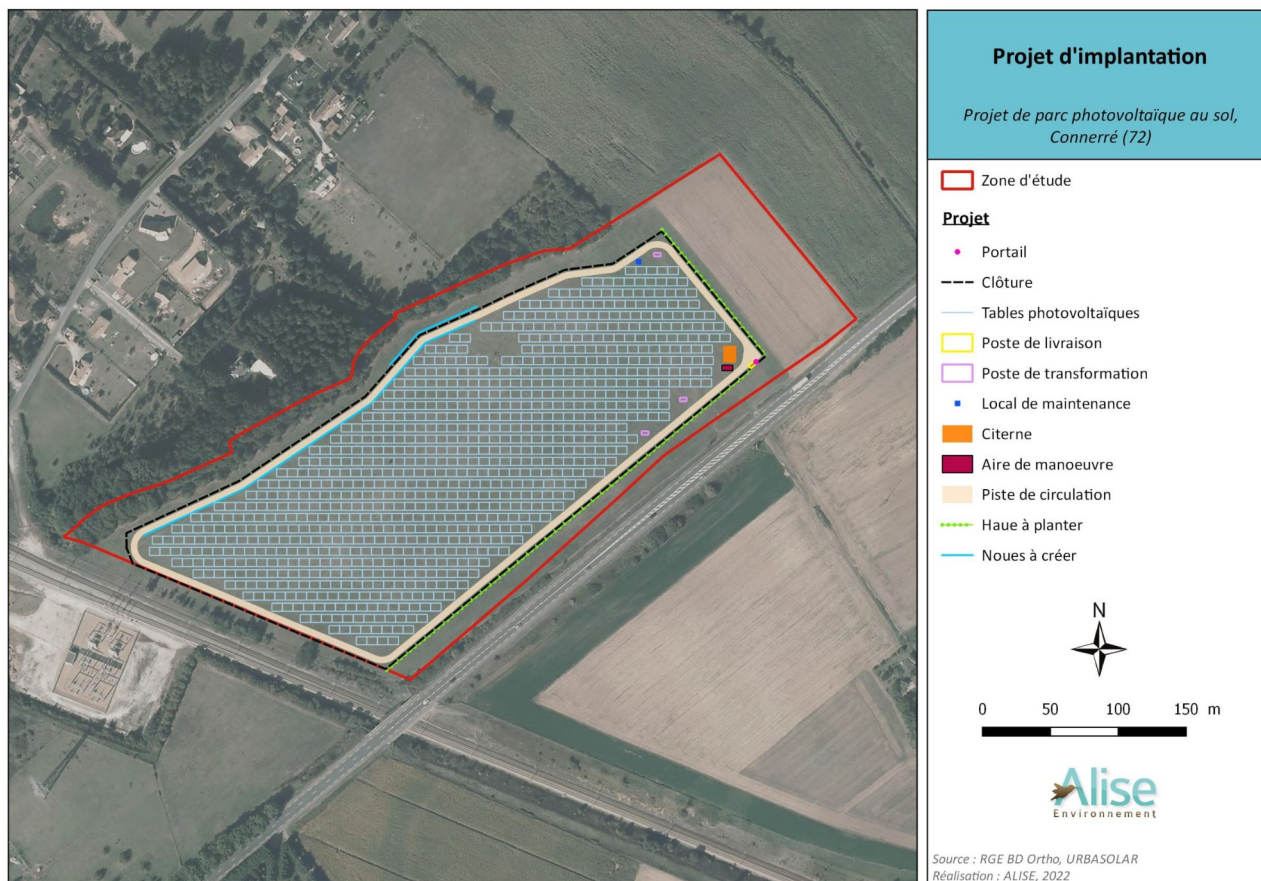 Projet d'implantation
Projet de parc photovoltaïque au sol,
Connerré (72)
Zone d'étude
Projet
Portail
Clôture
Tables photovoltaïques
Poste de livraison
Poste de transformation
Local de maintenance
Citerne
Aire de manoeuvre
Piste de circulation
Haue à planter
Noues à créer
N
0 50 100 150 m
Alise
Environnement
Source : RGE BD Ortho, URBASOLAR
Réalisation : ALISE, 2022